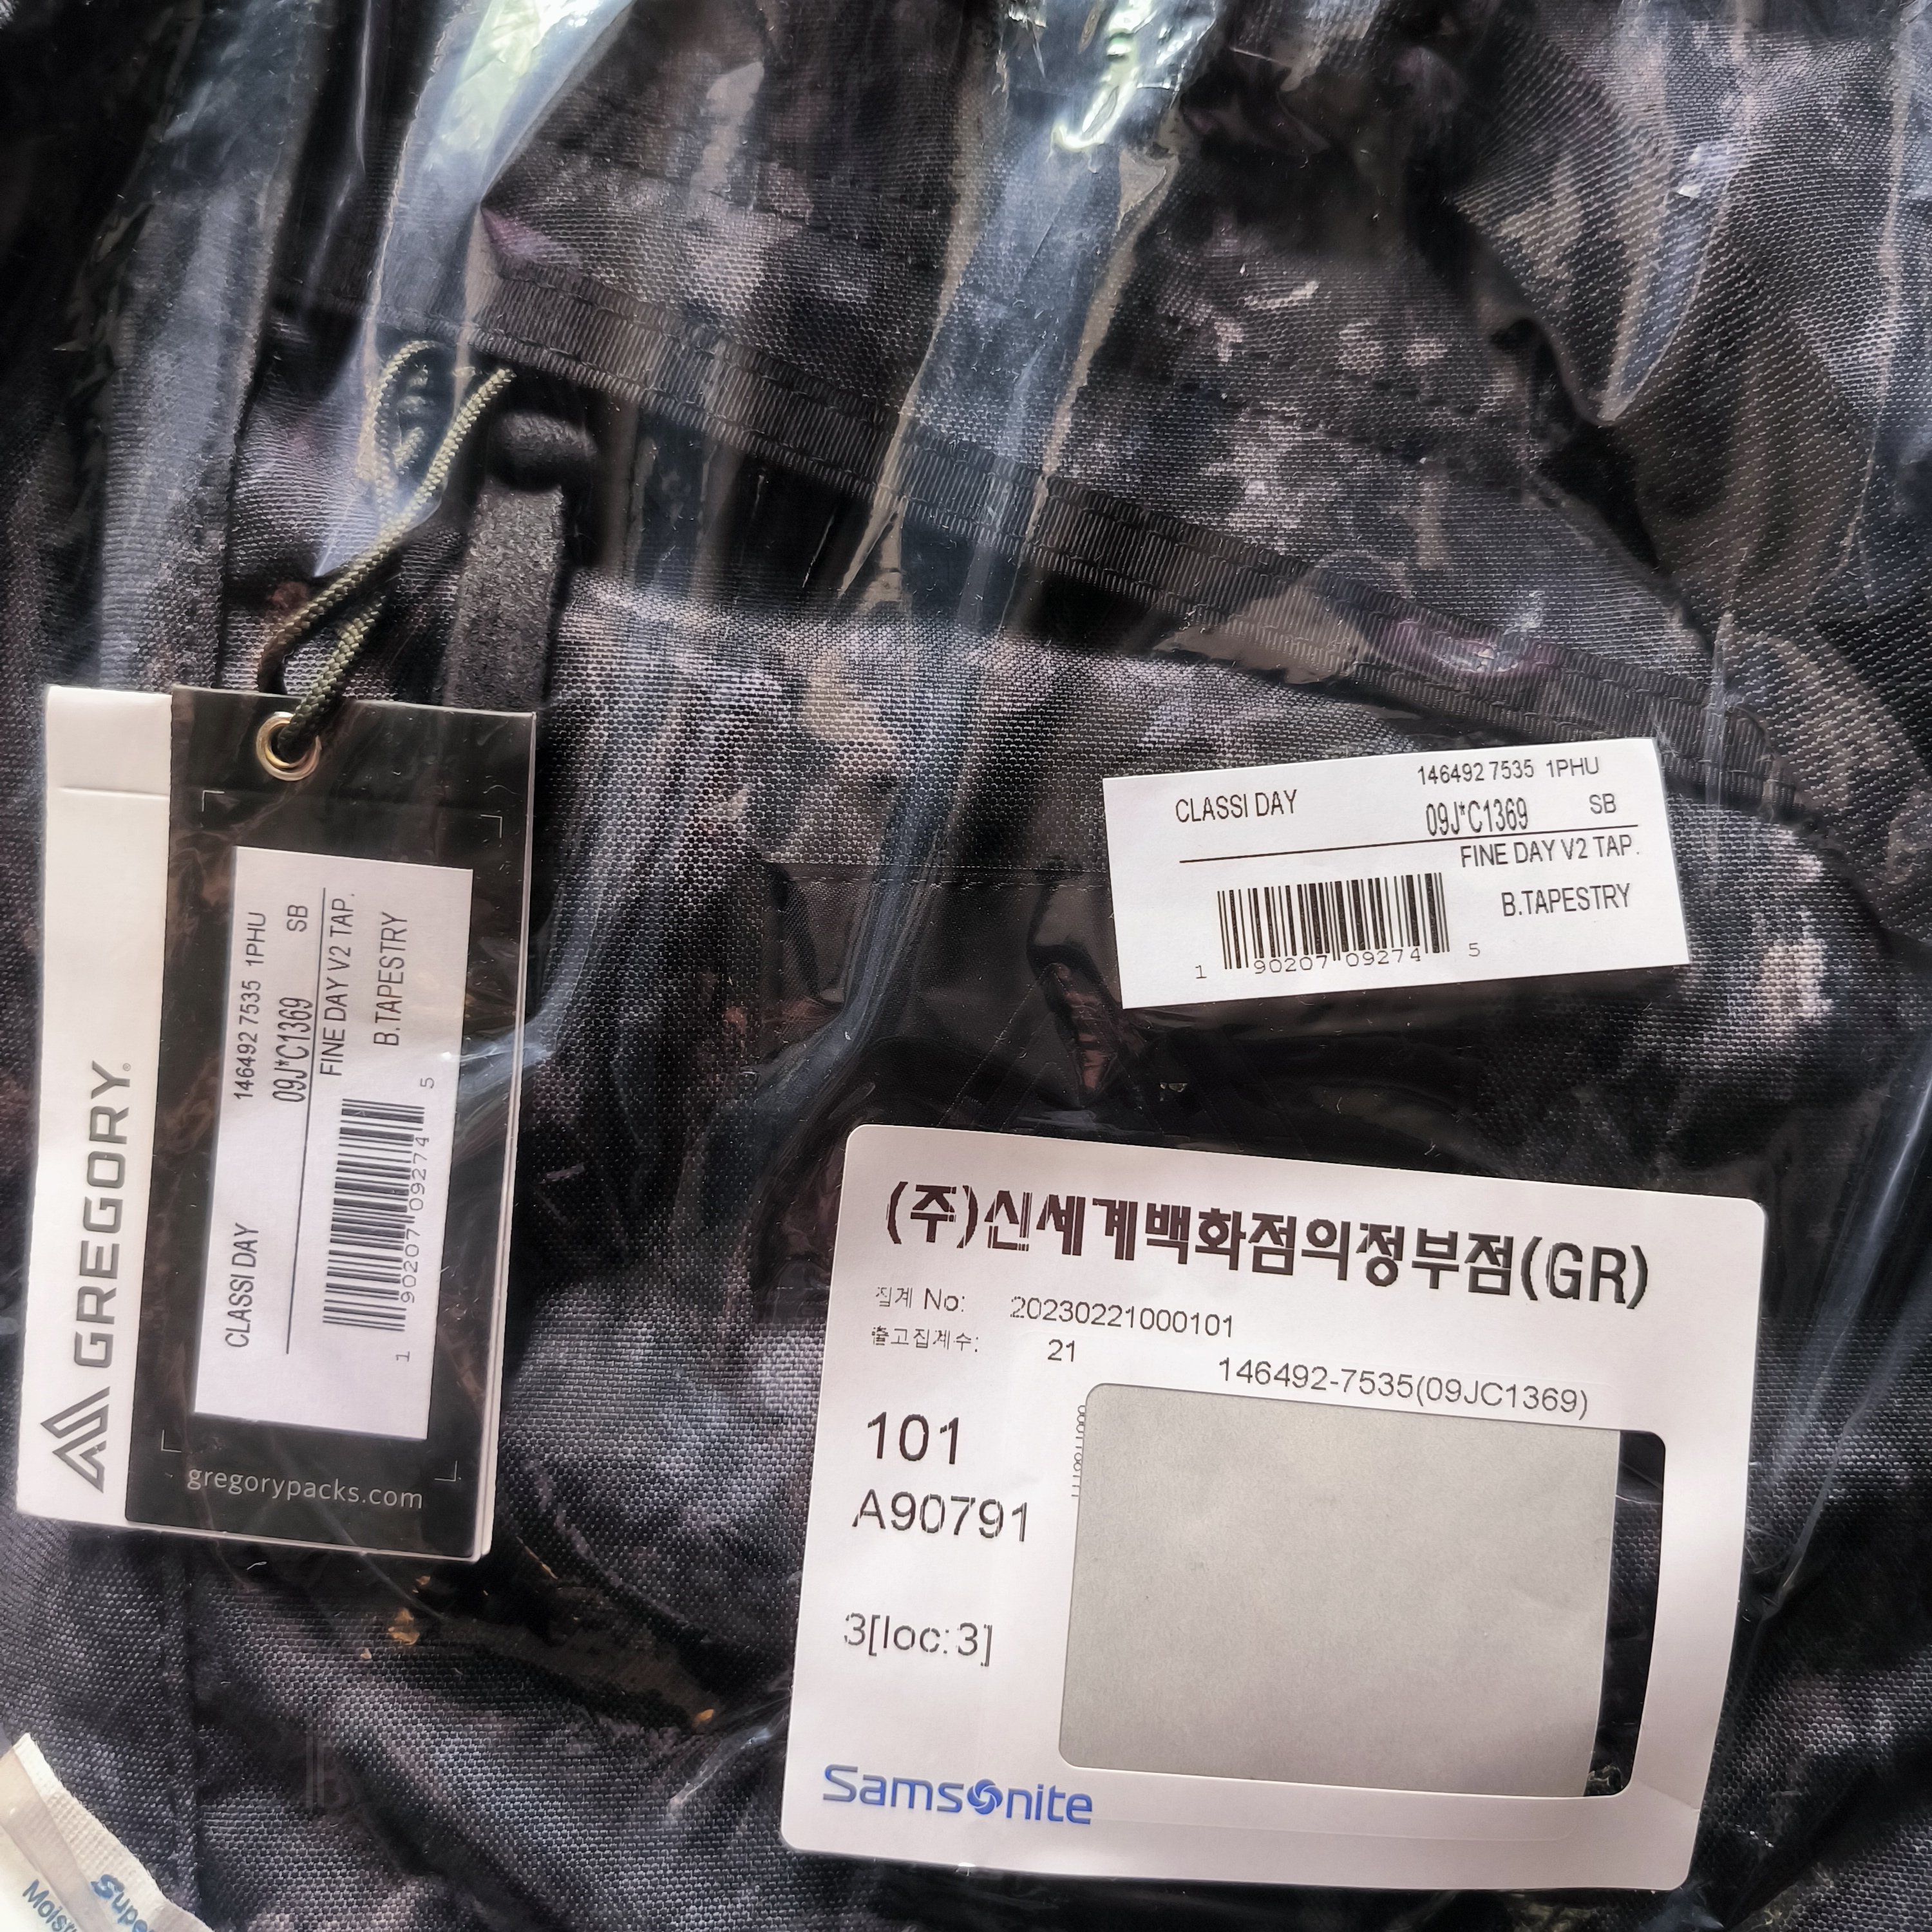 GREGORY®
146492 7535 1PHU
CLASSI DAY 09J*C1369 SB
FINE DAY V2 TAP.
B.TAPESTRY
1 90207 09274 5
gregorypacks.com
146492 7535 1PHU
CLASSI DAY 09J*C1369 SB
FINE DAY V2 TAP.
B.TAPESTRY
1 90207 09274 5
(주)신세계백화점의정부점(GR)
집계 No: 20230221000101
출고집계수: 21
146492-7535(09JC1369)
101
A90791
3[loc:3]
Samsonite